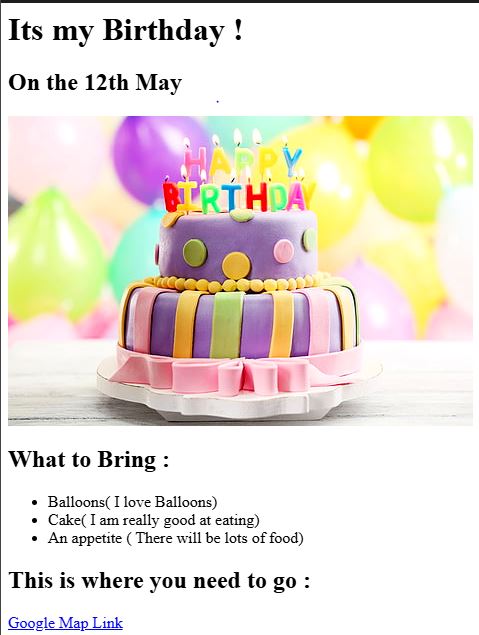 Its my Birthday !
On the 12th May
HAPPY
BIRTHDAY
What to Bring :
Balloons( I love Balloons)
Cake( I am really good at eating)
An appetite ( There will be lots of food)
This is where you need to go :
Google Map Link